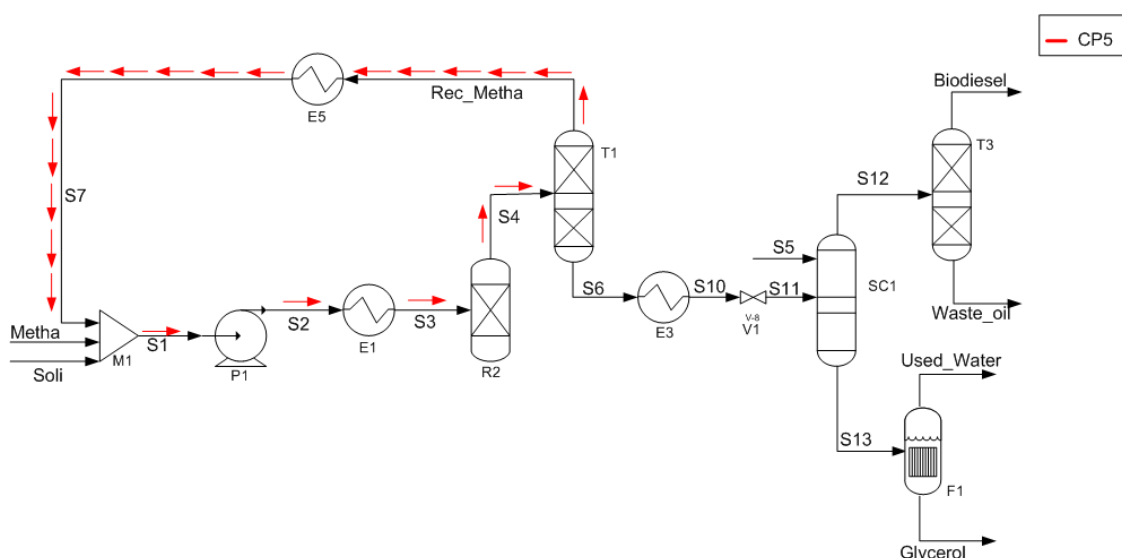 CP5
Biodiesel
Rec_Metha
E5
T1
T3
S12
S7
S4
S5
SC1
S6
S10
S11
S2
S3
E3
V-8
V1
Waste_oil
Metha
S1
M1
E1
Soli
P1
R2
Used_Water
S13
F1
Glycerol